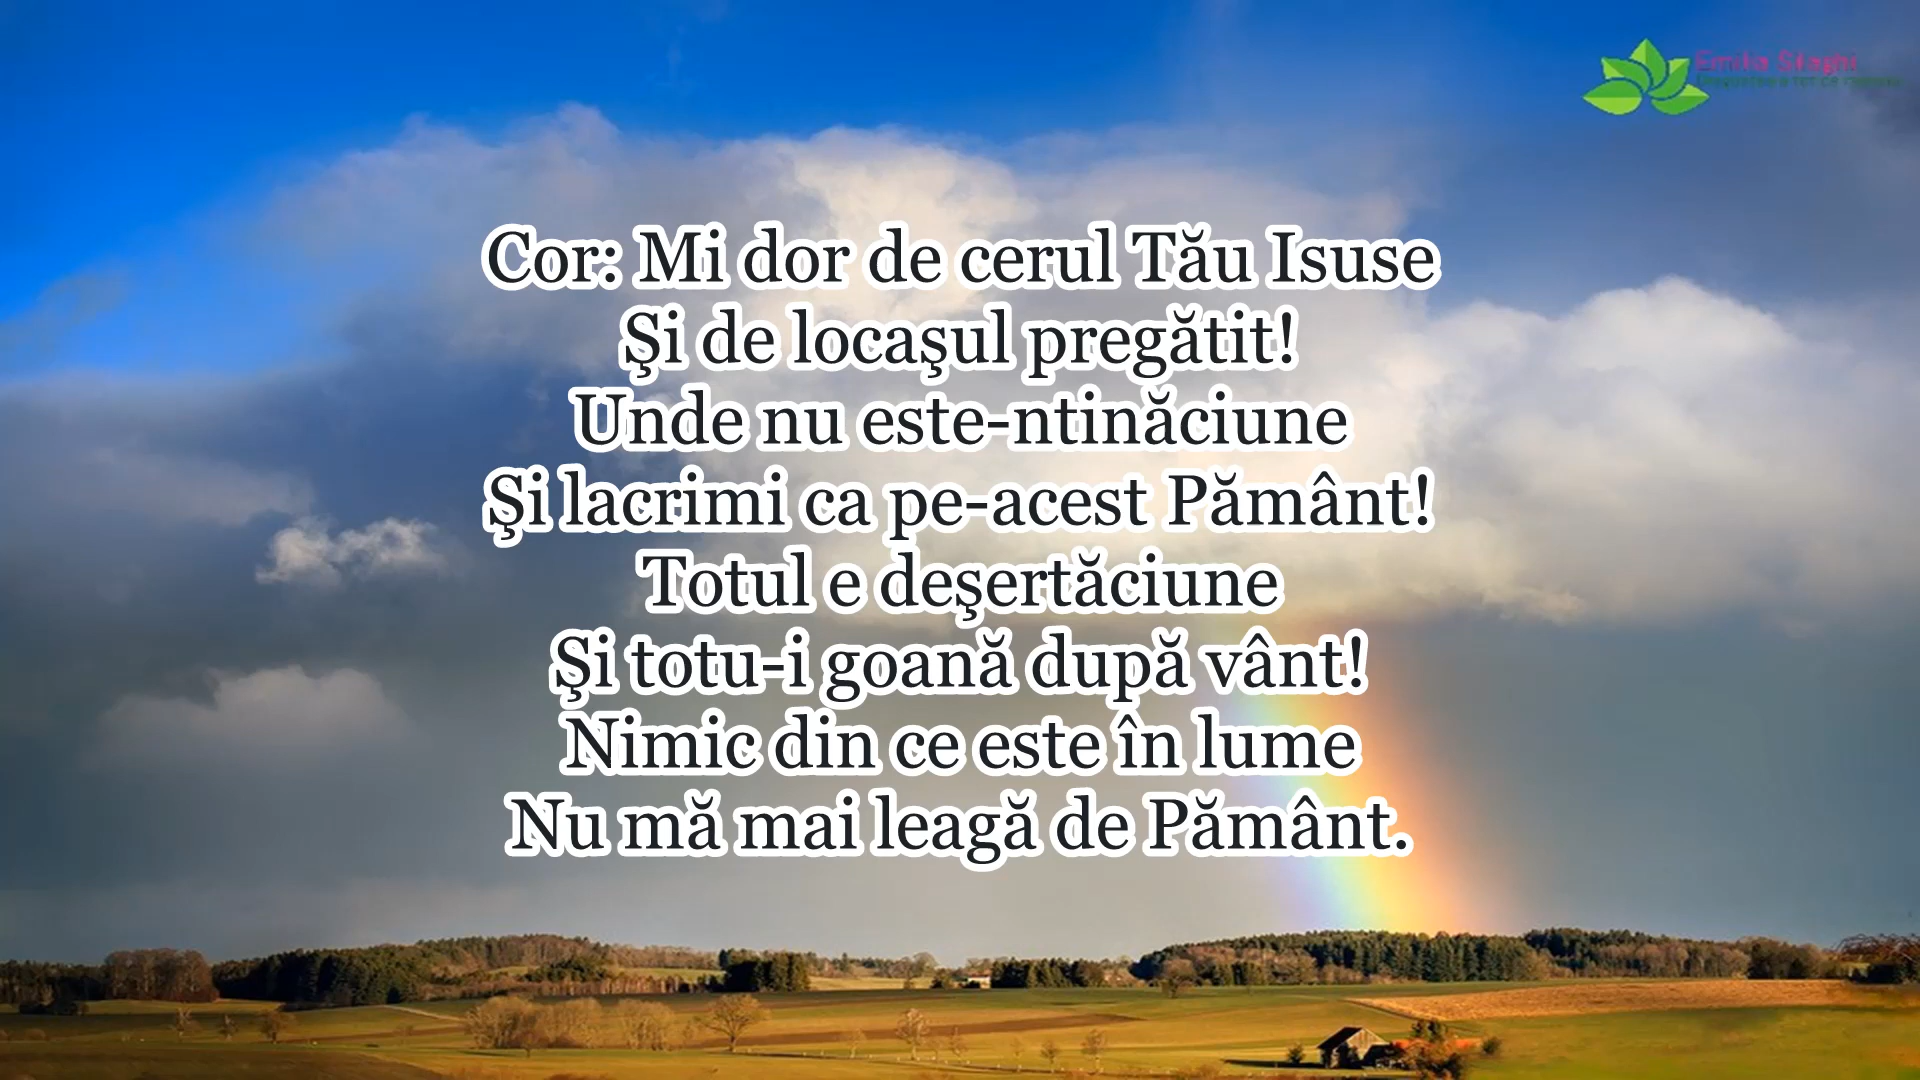 Emilia Steghi
Cor: Mi dor de cerul Tău Isuse
Şi de locaşul pregătit!
Unde nu este-ntinăciune
Şi lacrimi ca pe-acest Pământ!
Totul e deşertăciune
Şi totu-i goană după vânt!
Nimic din ce este în lume
Nu mă mai leagă de Pământ.